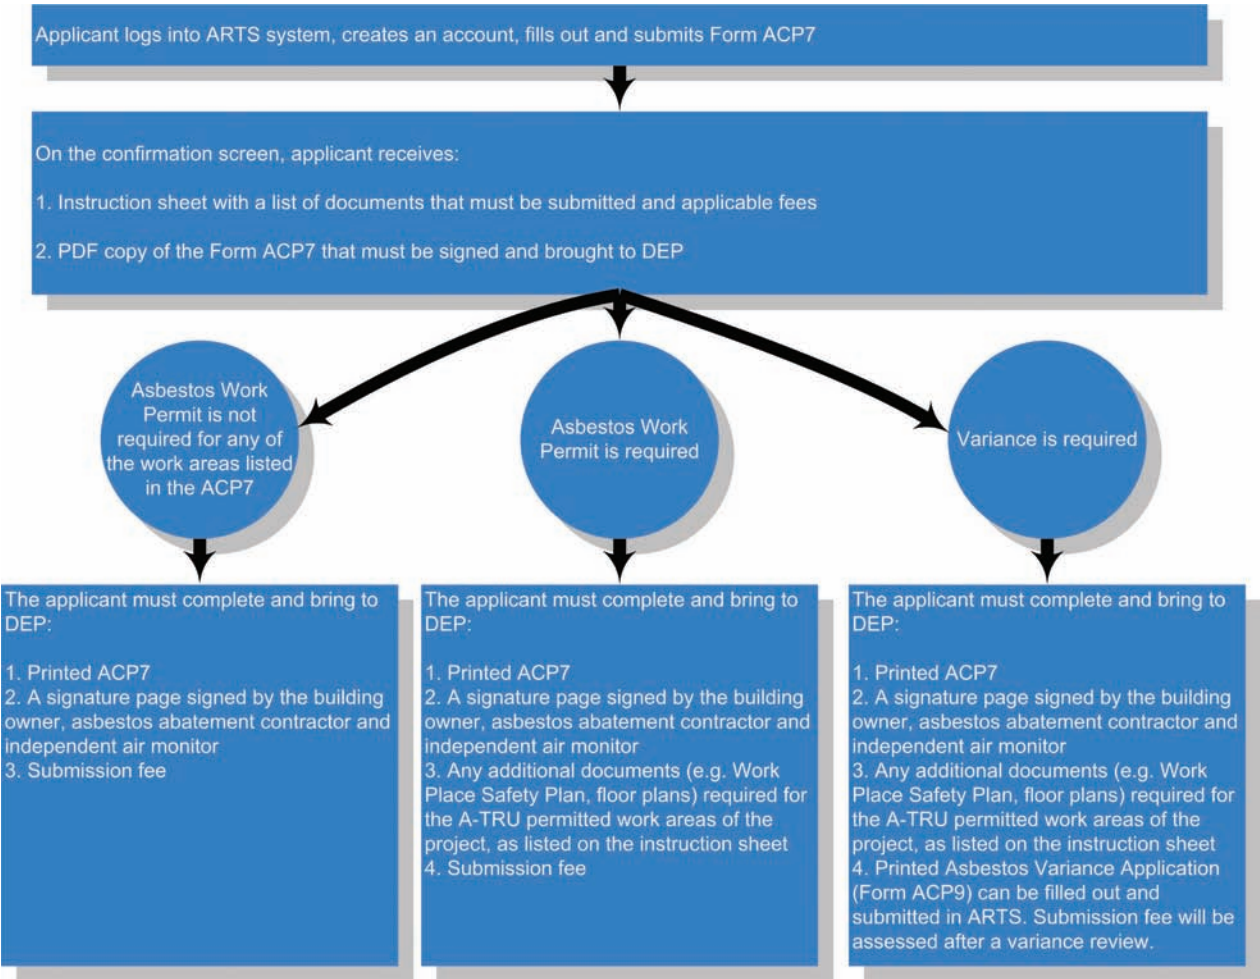 Applicant logs into ARTS system, creates an account, fills out and submits Form ACP7
On the confirmation screen, applicant receives:
1. Instruction sheet with a list of documents that must be submitted and applicable fees
2. PDF copy of the Form ACP7 that must be signed and brought to DEP
Asbestos Work
Permit is not
required for any of
the work areas listed
in the ACP7
Asbestos Work
Permit is required
Variance is required
The applicant must complete and bring to
DEP:
1. Printed ACP7
2. A signature page signed by the building
owner, asbestos abatement contractor and
independent air monitor
3. Submission fee
The applicant must complete and bring to
DEP:
1. Printed ACP7
2. A signature page signed by the building
owner, asbestos abatement contractor and
independent air monitor
3. Any additional documents (e.g. Work
Place Safety Plan, floor plans) required for
the A-TRU permitted work areas of the
project, as listed on the instruction sheet
4. Submission fee
The applicant must complete and bring to
DEP:
1. Printed ACP7
2. A signature page signed by the building
owner, asbestos abatement contractor and
independent air monitor
3. Any additional documents (e.g. Work
Place Safety Plan, floor plans) required for
the A-TRU permitted work areas of the
project, as listed on the instruction sheet
4. Printed Asbestos Variance Application
(Form ACP9) can be filled out and
submitted in ARTS. Submission fee will be
assessed after a variance review.